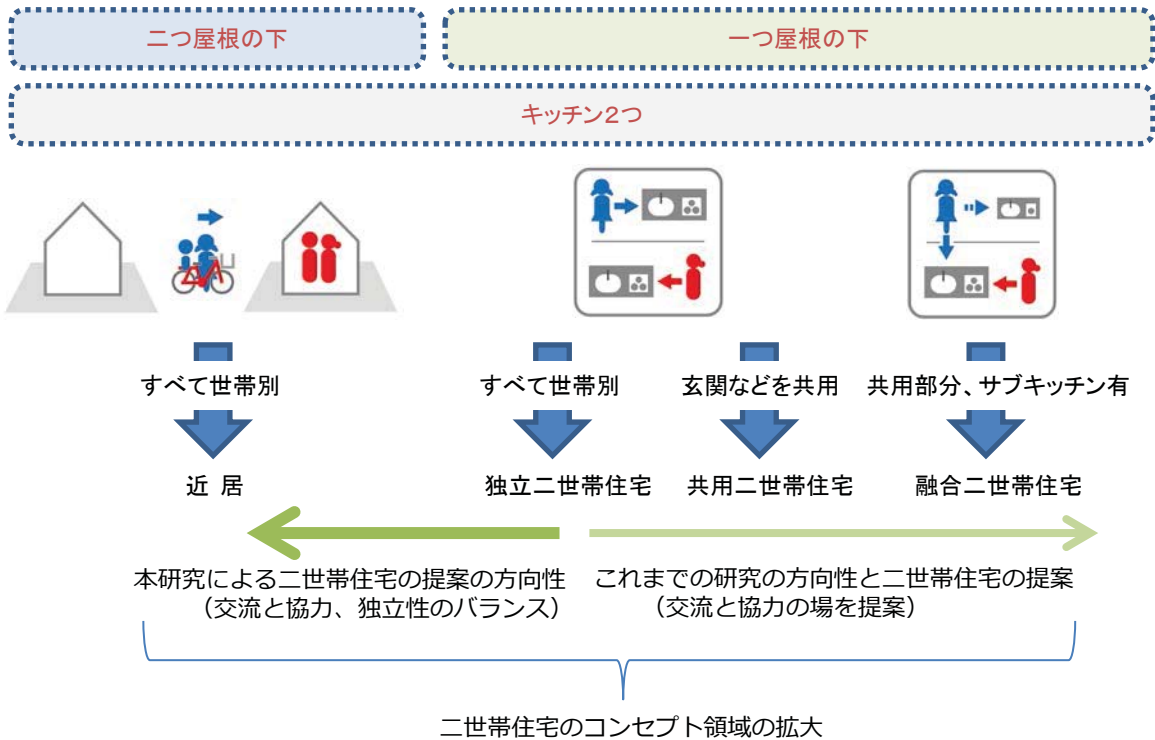 二つ屋根の下
一つ屋根の下
キッチン2つ
すべて世帯別
すべて世帯別
玄関などを共用
共用部分、サブキッチン有
近 居
独立二世帯住宅
共用二世帯住宅
融合二世帯住宅
本研究による二世帯住宅の提案の方向性
（交流と協力、独立性のバランス）
これまでの研究の方向性と二世帯住宅の提案
（交流と協力の場を提案）
二世帯住宅のコンセプト領域の拡大